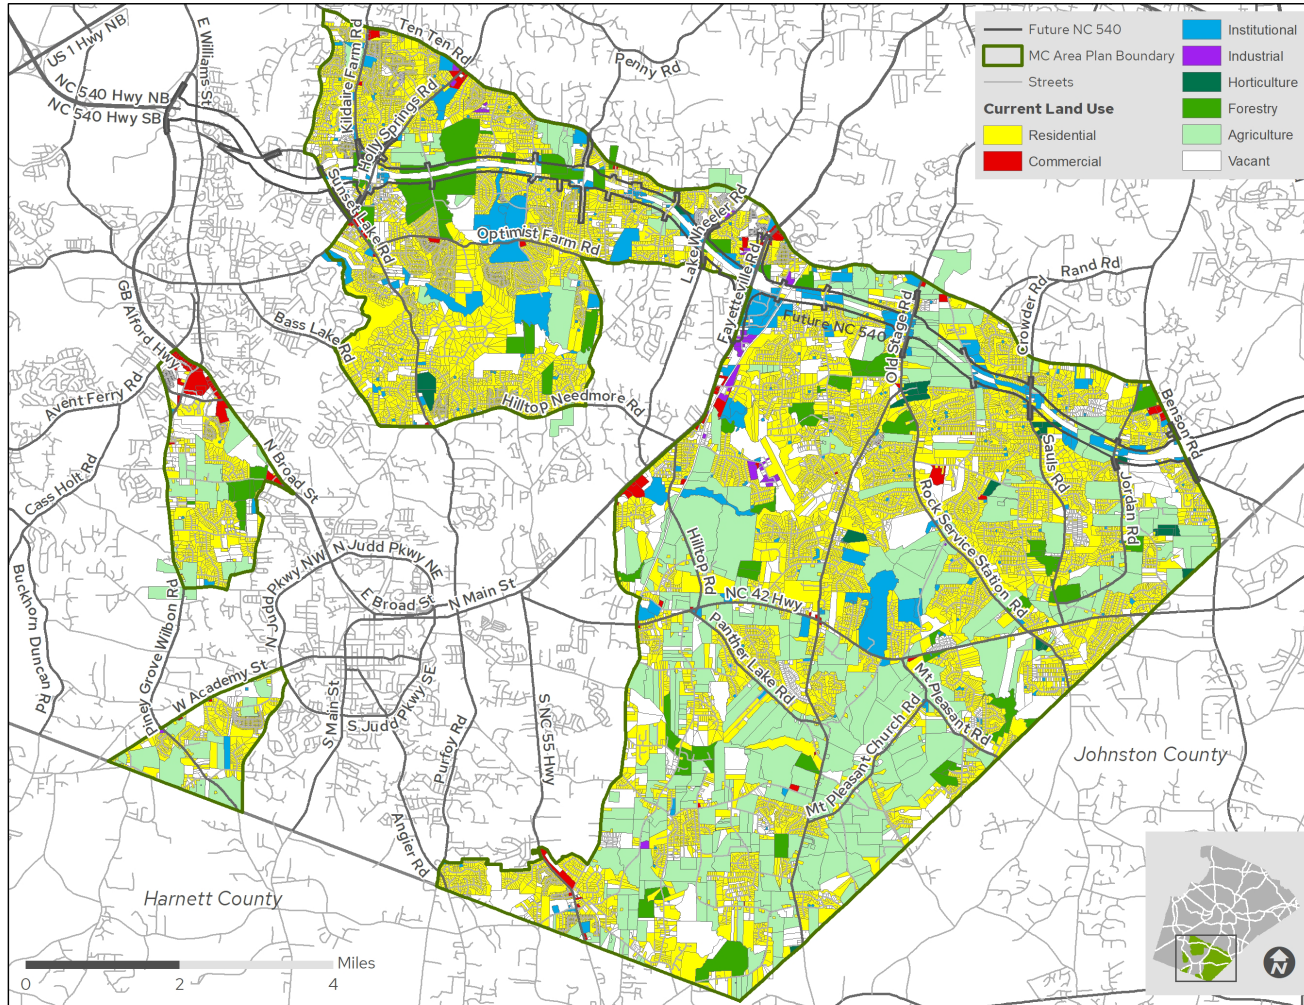 US 1 Hwy NB
E Williams St
NC 540 Hwy NB
NC 540 Hwy SB
Kildaire Farm Rd
Ten Ten Rd
Holly Springs Rd
Penny Rd
Future NC 540
MC Area Plan Boundary
Streets
Current Land Use
Residential
Commercial
Institutional
Industrial
Horticulture
Forestry
Agriculture
Vacant
Sunset Lake Rd
Optimist Farm Rd
Lake Wheeler Rd
Fayetteville Rd
Future NC 540
Old Stage Rd
Crowder Rd
Rand Rd
GB Alford Hwy
Bass Lake Rd
Avent Ferry Rd
Hilltop Needmore Rd
Benson Rd
N Broad St
Cass Holt Rd
Sauls Rd
Jordan Rd
Rock Service Station Rd
Hilltop Rd
N Judd Pkwy NE
N Judd Pkwy NW
E Broad St
N Main St
NC 42 Hwy
Buckhorn Duncan Rd
Piney Grove Wilbon Rd
W Academy St
S Main St
S Judd Pkwy SE
Purfoy Rd
S NC 55 Hwy
Panther Lake Rd
Mt Pleasant Rd
Mt Pleasant Church Rd
Johnston County
Angier Rd
Harnett County
Miles
0
2
4
N